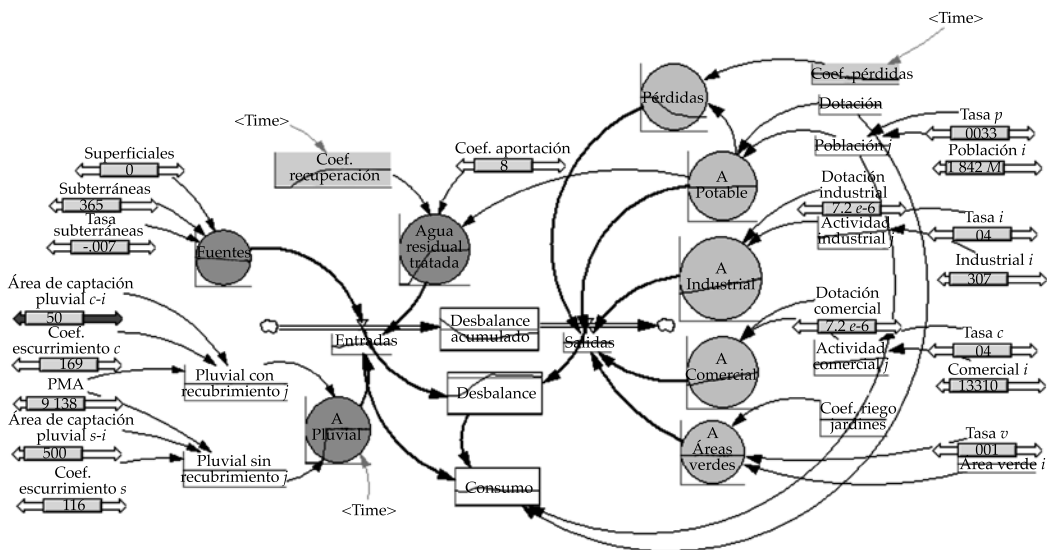 <Time>
Coef. pérdidas
Pérdidas
Dotación
Tasa p
0033
Población j
Población i
1 842 M
<Time>
Coef.
recuperación
Coef. aportación
8
Superficiales
0
Subterráneas
365
Tasa
subterráneas
-.007
Fuentes
Agua
residual
tratada
A
Potable
Dotación
industrial
7.2 e-6
Actividad
industrial j
Tasa i
04
Industrial i
307
A
Industrial
Área de captación
pluvial c-i
50
Coef.
escurrimiento c
169
PMA
9 138
Área de captación
pluvial s-i
500
Coef.
escurrimiento s
116
Pluvial con
recubrimiento j
Pluvial sin
recubrimiento j
A
Pluvial
<Time>
Entradas
Desbalance
acumulado
Salidas
Desbalance
Consumo
Dotación
comercial
7.2 e-6
Actividad
comercial j
Tasa c
04
Comercial i
13310
A
Comercial
Coef. riego
jardines
A
Áreas
verdes
Tasa v
001
Área verde i